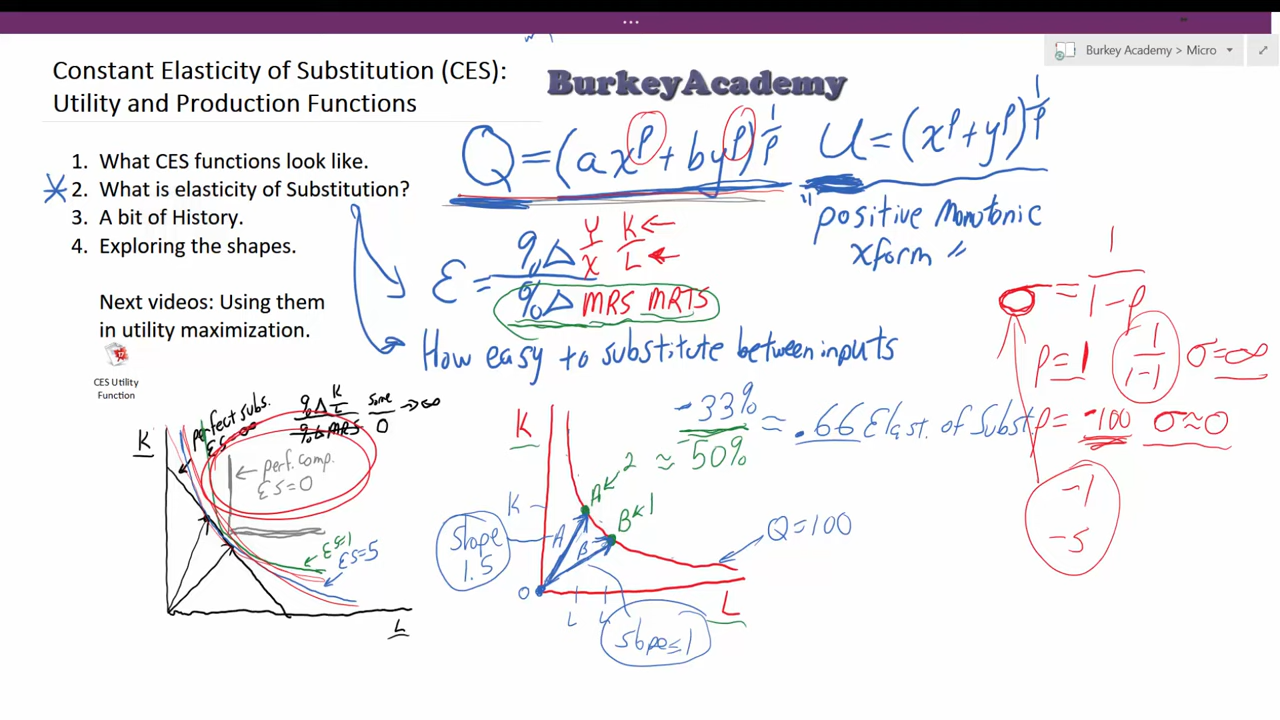 Burkey Academy > Micro
Constant Elasticity of Substitution (CES):
Utility and Production Functions
BurkeyAcademy
1. What CES functions look like.
2. What is elasticity of Substitution?
3. A bit of History.
4. Exploring the shapes.
Next videos: Using them
in utility maximization.
CES Utility
Function
Q = (ax^ρ + by^ρ)^1/ρ
U = (x^ρ + y^ρ)^1/ρ
"positive Monotonic
xform"
ε = %Δ Y/X K/L
%Δ MRS MRTS
How easy to substitute between inputs
σ = 1/1-ρ
ρ = 1 1/1-1 σ = ∞
ρ = -100 σ ≈ 0
-1
-5
-33%
-50%
≈ .66 Elast. of Subst
perfect subs.
ES = ∞
%Δ K/L
%Δ MRS
some
0
→ ∞
K
← perf. comp.
ES = 0
ES=1
ES=5
L
K
K
A
2 ≈
B 1
A
B
slope
1.5
Q=100
0
L L
L
slope=1